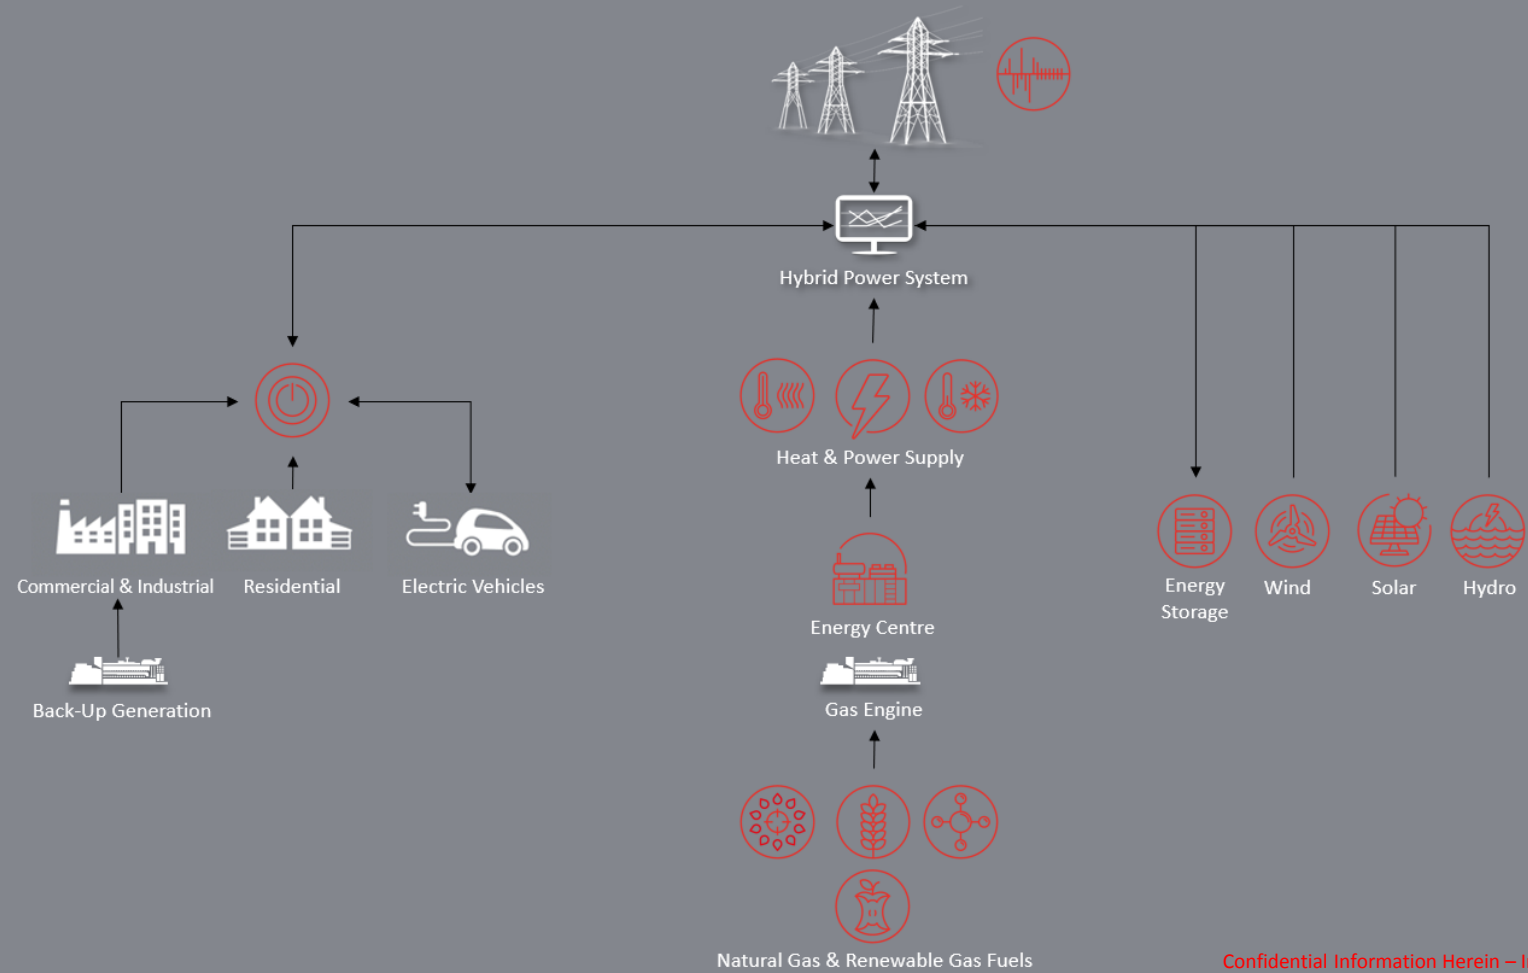 Hybrid Power System
Heat & Power Supply
Commercial & Industrial
Residential
Electric Vehicles
Energy
Storage
Wind
Solar
Hydro
Energy Centre
Back-Up Generation
Gas Engine
Natural Gas & Renewable Gas Fuels
Confidential Information Herein –